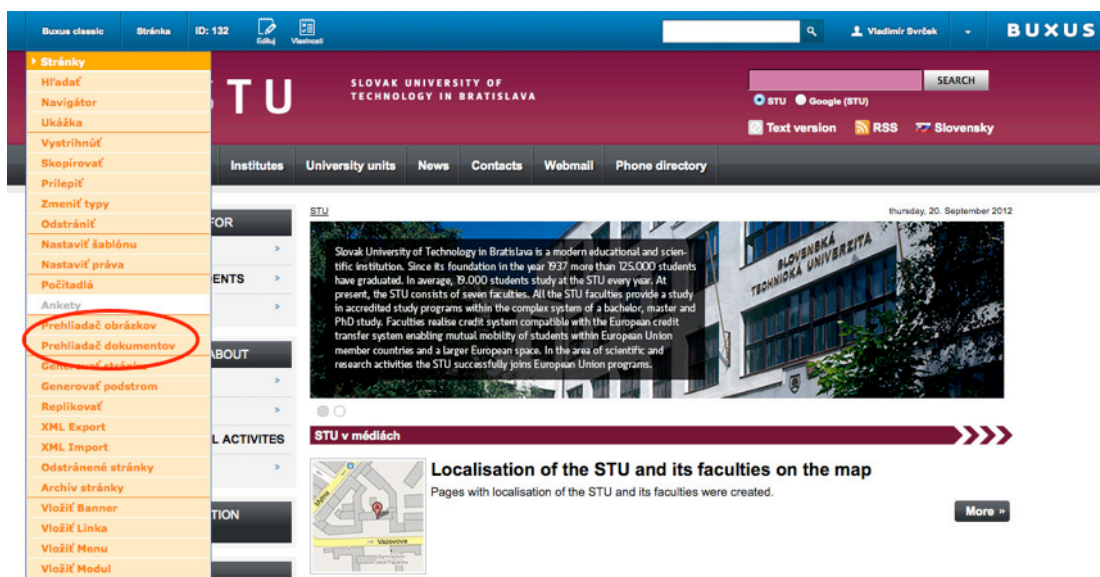 Buxus classic Stránka ID: 132 Edituj Vlastnosti Vladimír Svrček BUXUS
Stránky
Hľadať
Navigátor
Ukážka
Vystrihnúť
Skopírovať
Prilepiť
Zmeniť typy
Odstrániť
Nastaviť šablónu
Nastaviť práva
Počítadlá
Ankety
Prehliadač obrázkov
Prehliadač dokumentov
Generovať stránku
Generovať podstrom
Replikovať
XML Export
XML Import
Odstránené stránky
Archív stránky
Vložiť Banner
Vložiť Linka
Vložiť Menu
Vložiť Modul
STU
SLOVAK UNIVERSITY OF
TECHNOLOGY IN BRATISLAVA
SEARCH
STU Google (STU)
Text version RSS Slovensky
Institutes University units News Contacts Webmail Phone directory
FOR
ENTS
ABOUT
L ACTIVITES
TION
STU
thursday, 20. September 2012
Slovak University of Technology in Bratislava is a modern educational and scien-
tific institution. Since its foundation in the year 1937 more than 125.000 students
have graduated. In average, 19.000 students study at the STU every year. At
present, the STU consists of seven faculties. All the STU faculties provide a study
in accredited study programs within the complex system of a bachelor, master and
PhD study. Faculties realise credit system compatible with the European credit
transfer system enabling mutual mobility of students within European Union
member countries and a larger European space. In the area of scientific and
research activities the STU successfully joins European Union programs.
SLOVENSKÁ
TECHNICKÁ UNIVERZITA
STU v médiách
Localisation of the STU and its faculties on the map
Pages with localisation of the STU and its faculties were created.
More »
Mýtna
Vazovova